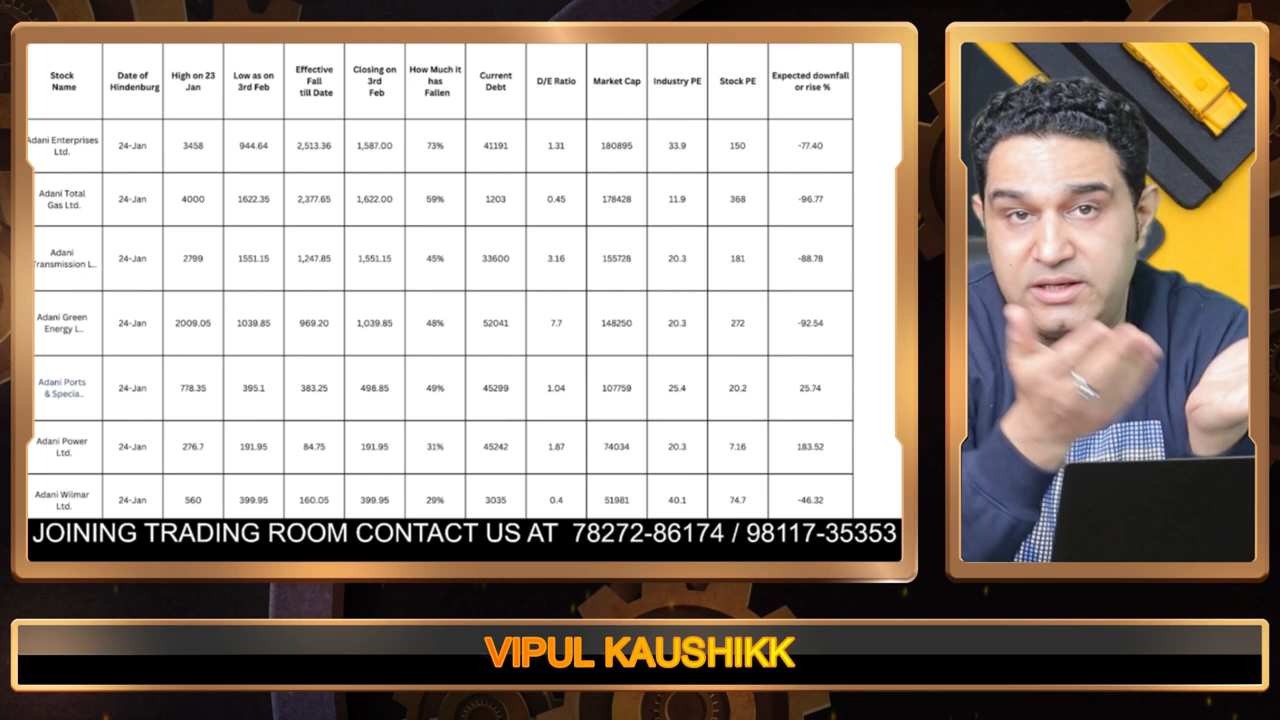 Stock Name Date of Hindenburg High on 23 Jan Low as on 3rd Feb Effective Fall till Date Closing on 3rd Feb How Much it has Fallen Current Debt D/E Ratio Market Cap Industry PE Stock PE Expected downfall or rise %
Adani Enterprises Ltd. 24-Jan 3458 944.64 2,513.36 1,587.00 73% 41191 1.31 180895 33.9 150 -77.40
Adani Total Gas Ltd. 24-Jan 4000 1622.35 2,377.65 1,622.00 59% 1203 0.45 178428 11.9 368 -96.77
Adani Transmission L.. 24-Jan 2799 1551.15 1,247.85 1,551.15 45% 33600 3.16 155728 20.3 181 -88.78
Adani Green Energy L.. 24-Jan 2009.05 1039.85 969.20 1,039.85 48% 52041 7.7 148250 20.3 272 -92.54
Adani Ports & Specia.. 24-Jan 778.35 395.1 383.25 498.85 49% 45299 1.04 107759 25.4 20.2 25.74
Adani Power Ltd. 24-Jan 276.7 191.95 84.75 191.95 31% 45242 1.87 74034 20.3 7.16 183.52
Adani Wilmar Ltd. 24-Jan 560 399.95 160.05 399.95 29% 3035 0.4 51981 40.1 74.7 -46.32
JOINING TRADING ROOM CONTACT US AT 78272-86174 / 98117-35353
VIPUL KAUSHIKK